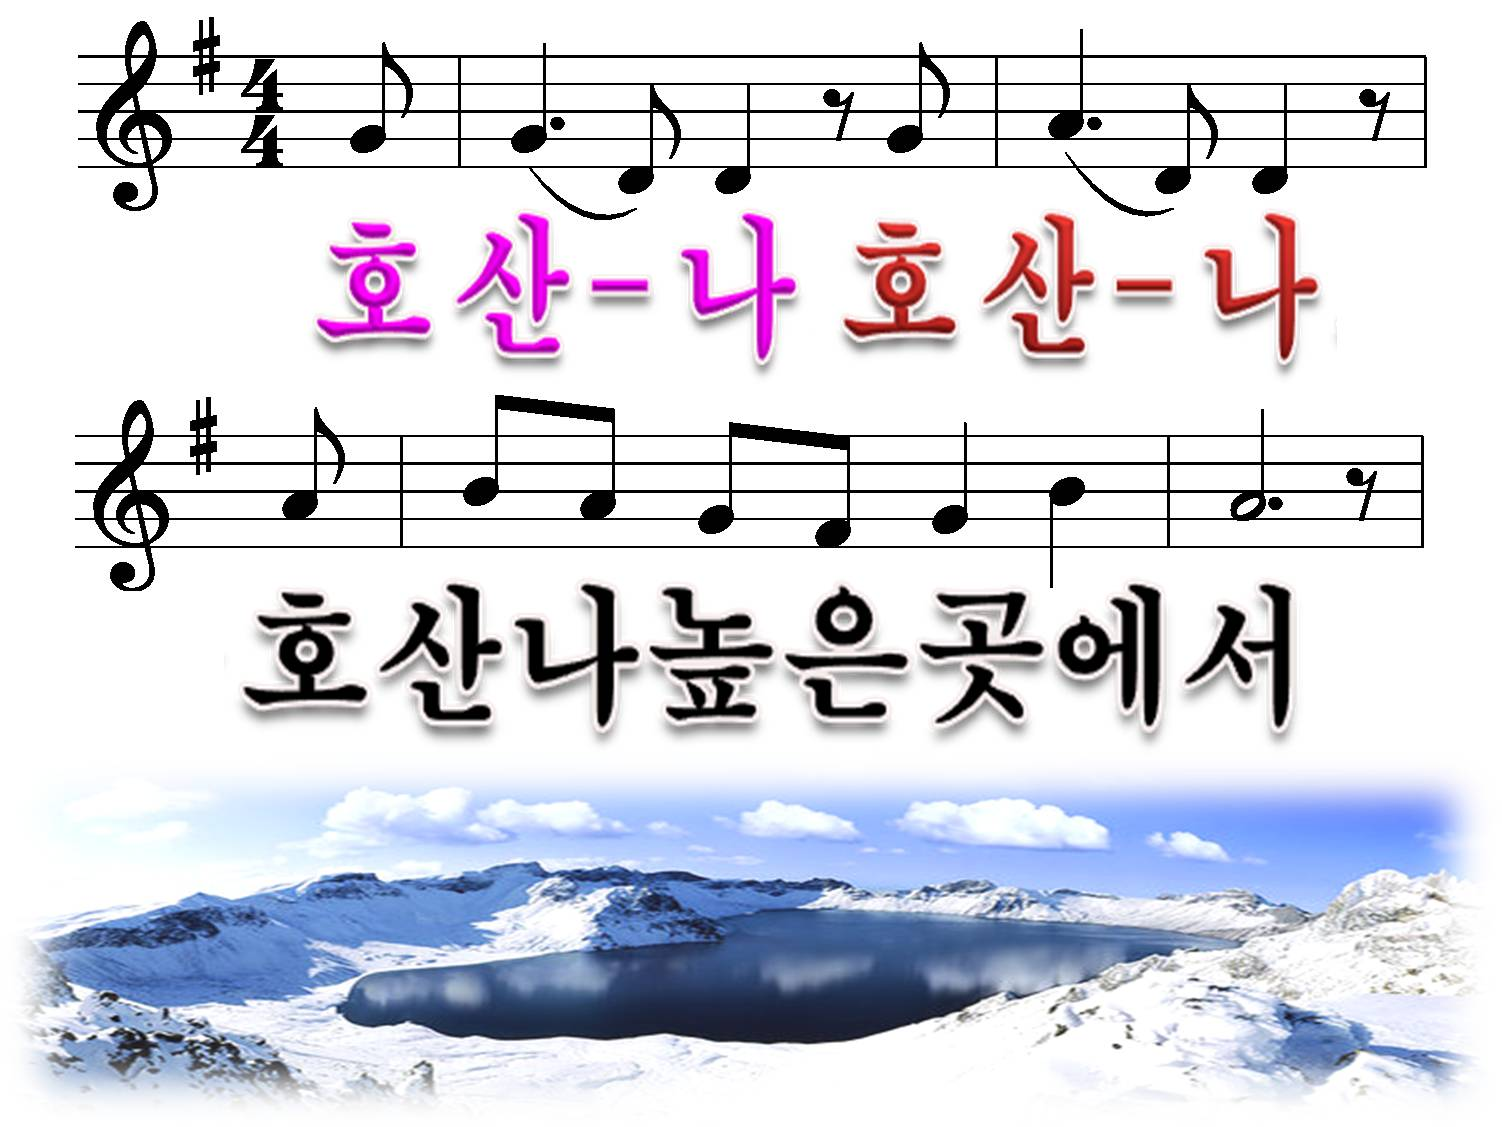 호 산 - 나 호 산 - 나
호산나높은곳에서